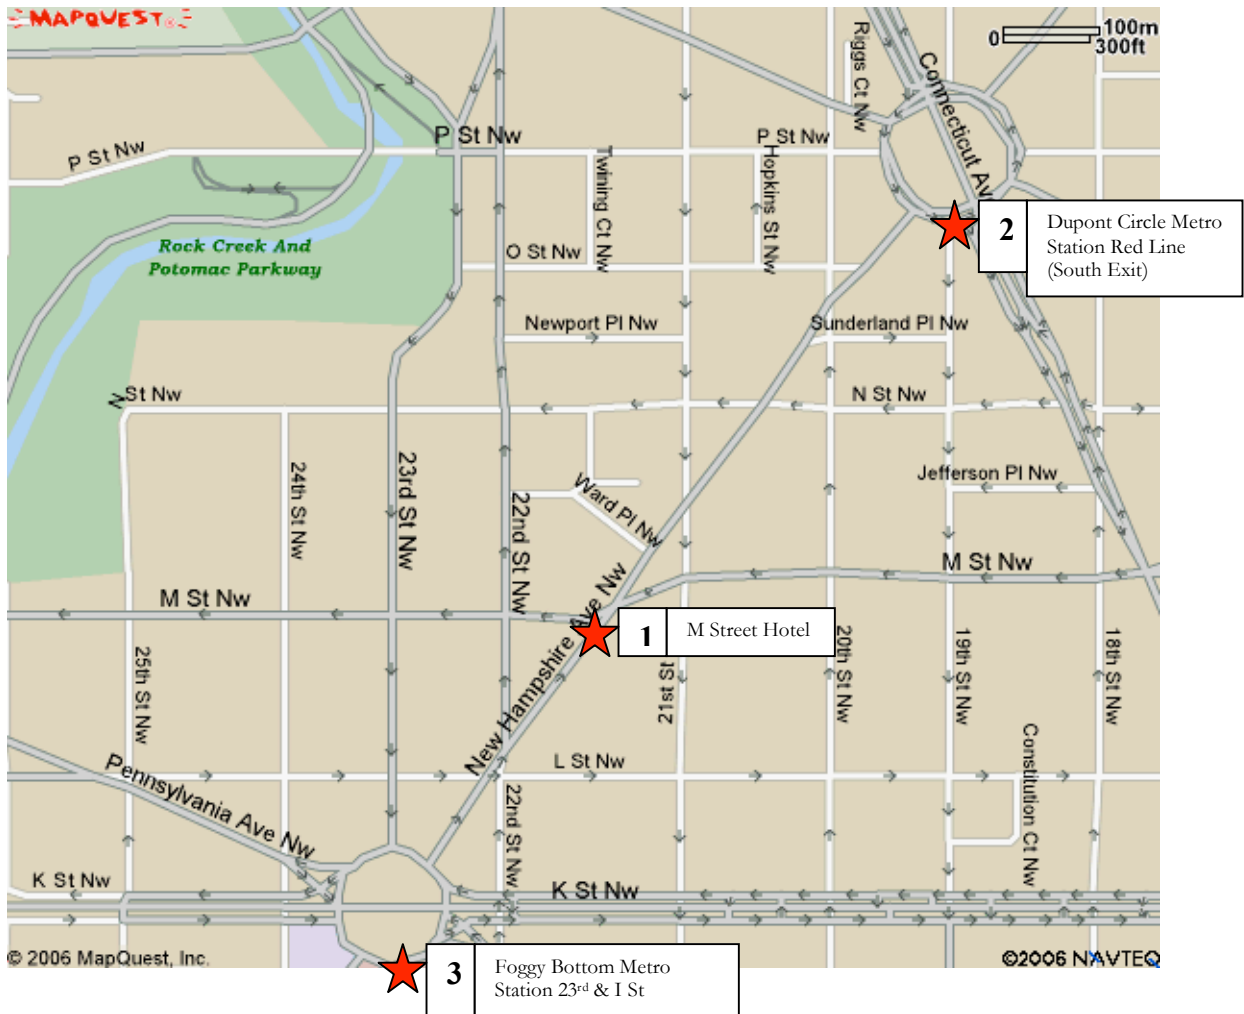 MAPQUEST
100m
0
300ft
Riggs Ct Nw
Connecticut Av
P St Nw
P St Nw
P St Nw
Twining Ct Nw
Hopkins St Nw
2
Dupont Circle Metro
Station Red Line
(South Exit)
Rock Creek And
Potomac Parkway
O St Nw
Newport Pl Nw
Sunderland Pl Nw
N St Nw
N St Nw
24th St Nw
23rd St Nw
22nd St Nw
Ward Pl Nw
Jefferson Pl Nw
M St Nw
M St Nw
New Hampshire Ave Nw
1
M Street Hotel
25th St Nw
21st St
20th St Nw
19th St Nw
18th St Nw
Pennsylvania Ave Nw
L St Nw
22nd St Nw
Constitution Ct Nw
K St Nw
K St Nw
© 2006 MapQuest, Inc.
©2006 NAVTEQ
3
Foggy Bottom Metro
Station 23rd & I St